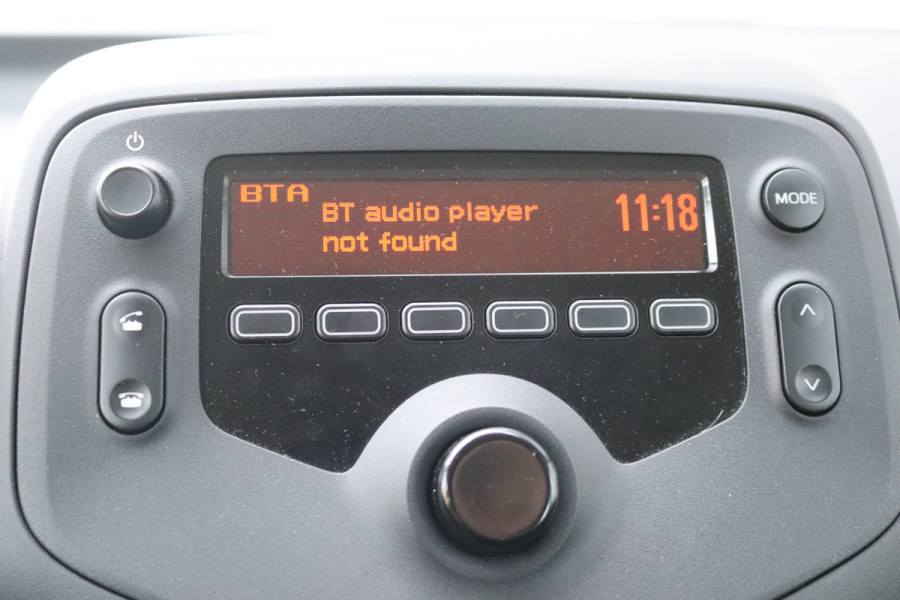 BTA
BT audio player
not found
11:18
MODE